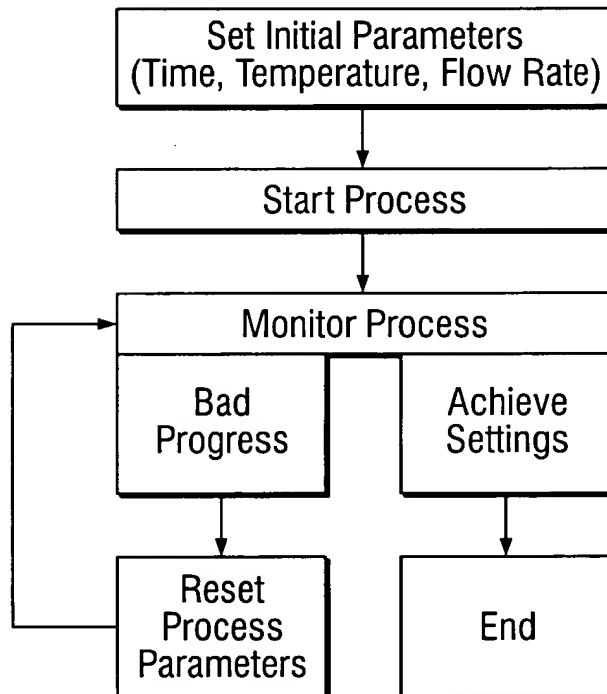 Set Initial Parameters
(Time, Temperature, Flow Rate)
Start Process
Monitor Process
Bad
Progress
Achieve
Settings
Reset
Process
Parameters
End